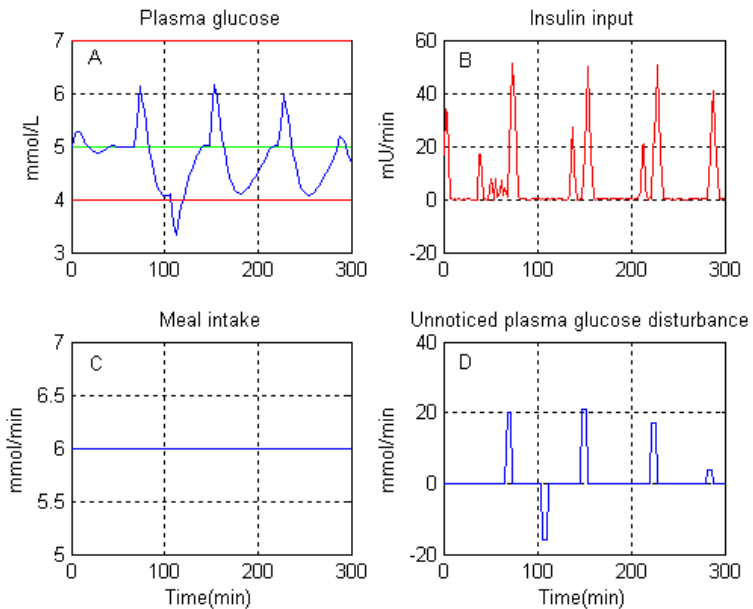 Plasma glucose
A
mmol/L
7
6
5
4
3
0 100 200 300
Insulin input
B
mU/min
60
40
20
0
-20
0 100 200 300
Meal intake
C
mmol/min
7
6.5
6
5.5
5
0 100 200 300
Time(min)
Unnoticed plasma glucose disturbance
D
mmol/min
40
20
0
-20
0 100 200 300
Time(min)